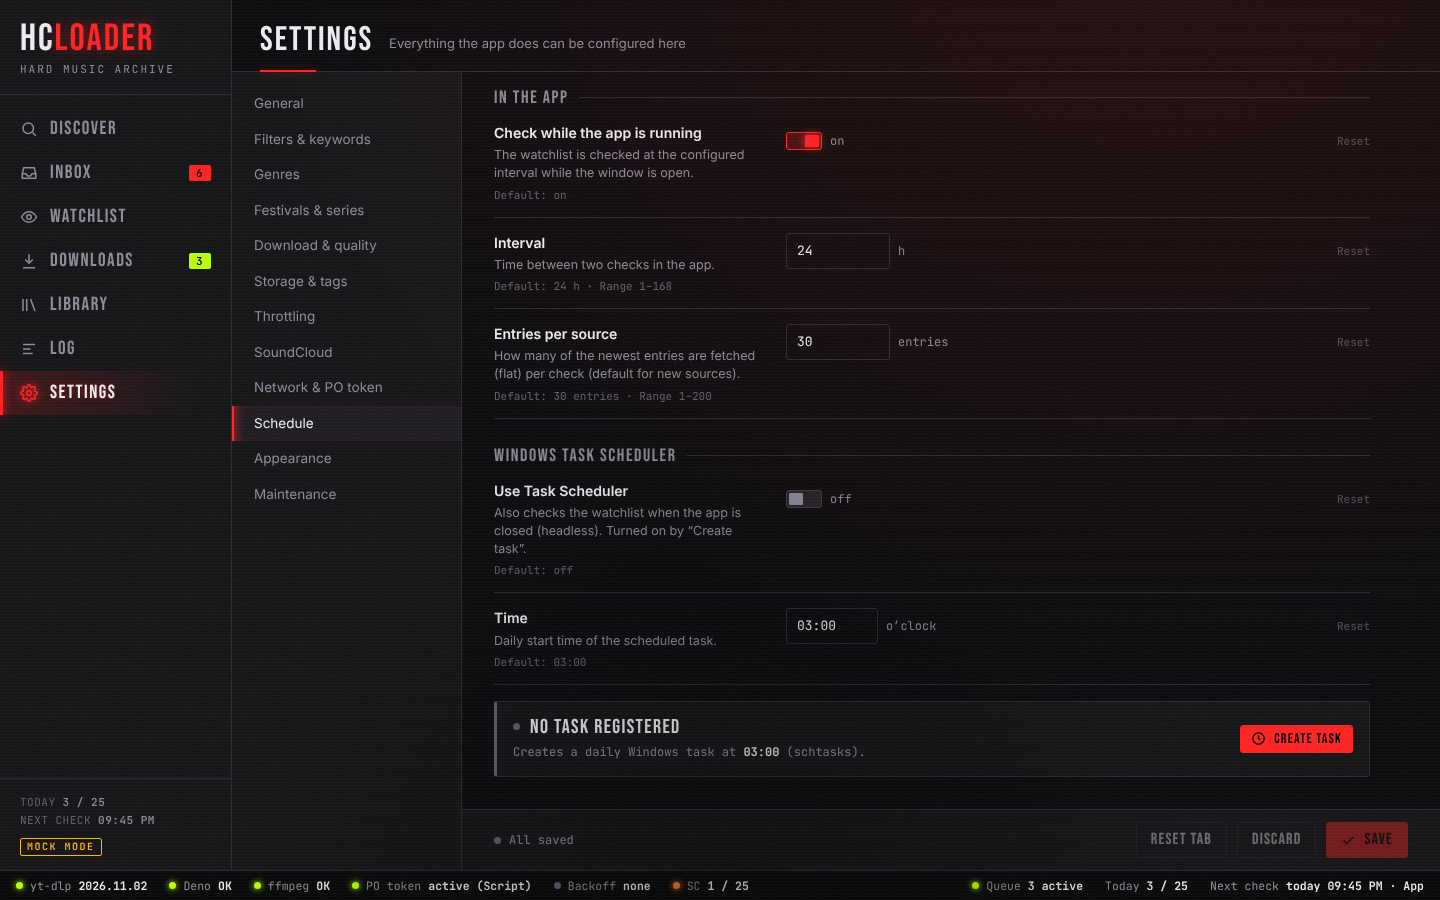 HCLOADER
HARD MUSIC ARCHIVE
DISCOVER
INBOX 6
WATCHLIST
DOWNLOADS 3
LIBRARY
LOG
SETTINGS
TODAY 3 / 25
NEXT CHECK 09:45 PM
MOCK MODE
SETTINGS Everything the app does can be configured here
General
Filters & keywords
Genres
Festivals & series
Download & quality
Storage & tags
Throttling
SoundCloud
Network & PO token
Schedule
Appearance
Maintenance
IN THE APP
Check while the app is running
The watchlist is checked at the configured
interval while the window is open.
Default: on
on
Reset
Interval
Time between two checks in the app.
Default: 24 h · Range 1–168
24 h
Reset
Entries per source
How many of the newest entries are fetched
(flat) per check (default for new sources).
Default: 30 entries · Range 1–200
30 entries
Reset
WINDOWS TASK SCHEDULER
Use Task Scheduler
Also checks the watchlist when the app is
closed (headless). Turned on by “Create
task”.
Default: off
off
Reset
Time
Daily start time of the scheduled task.
Default: 03:00
03:00 o’clock
Reset
NO TASK REGISTERED
Creates a daily Windows task at 03:00 (schtasks).
CREATE TASK
All saved
RESET TAB
DISCARD
SAVE
yt-dlp 2026.11.02 Deno OK ffmpeg OK PO token active (Script) Backoff none SC 1 / 25 Queue 3 active Today 3 / 25 Next check today 09:45 PM · App